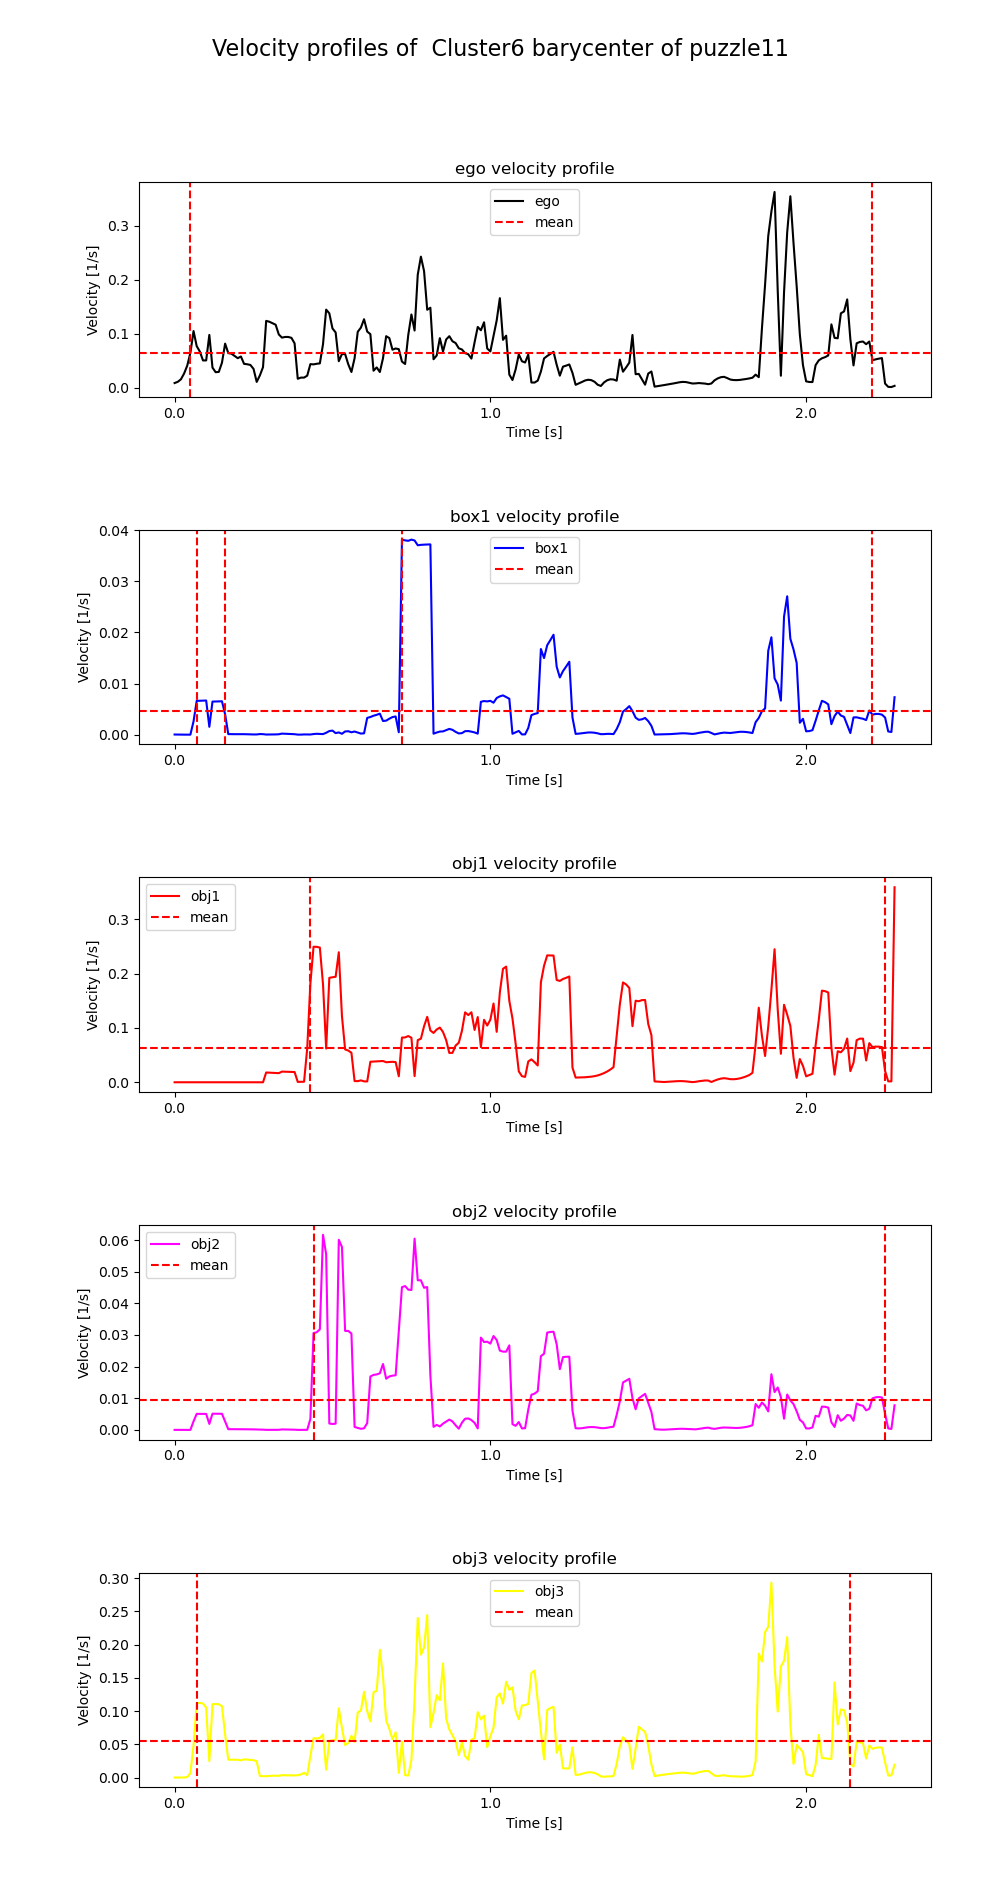 Velocity profiles of  Cluster6 barycenter of puzzle11
ego velocity profile
ego
mean
Velocity [1/s]
0.3
0.2
0.1
0.0
0.0 1.0 2.0
Time [s]
box1 velocity profile
box1
mean
Velocity [1/s]
0.04
0.03
0.02
0.01
0.00
0.0 1.0 2.0
Time [s]
obj1 velocity profile
obj1
mean
Velocity [1/s]
0.3
0.2
0.1
0.0
0.0 1.0 2.0
Time [s]
obj2 velocity profile
obj2
mean
Velocity [1/s]
0.06
0.05
0.04
0.03
0.02
0.01
0.00
0.0 1.0 2.0
Time [s]
obj3 velocity profile
obj3
mean
Velocity [1/s]
0.30
0.25
0.20
0.15
0.10
0.05
0.00
0.0 1.0 2.0
Time [s]